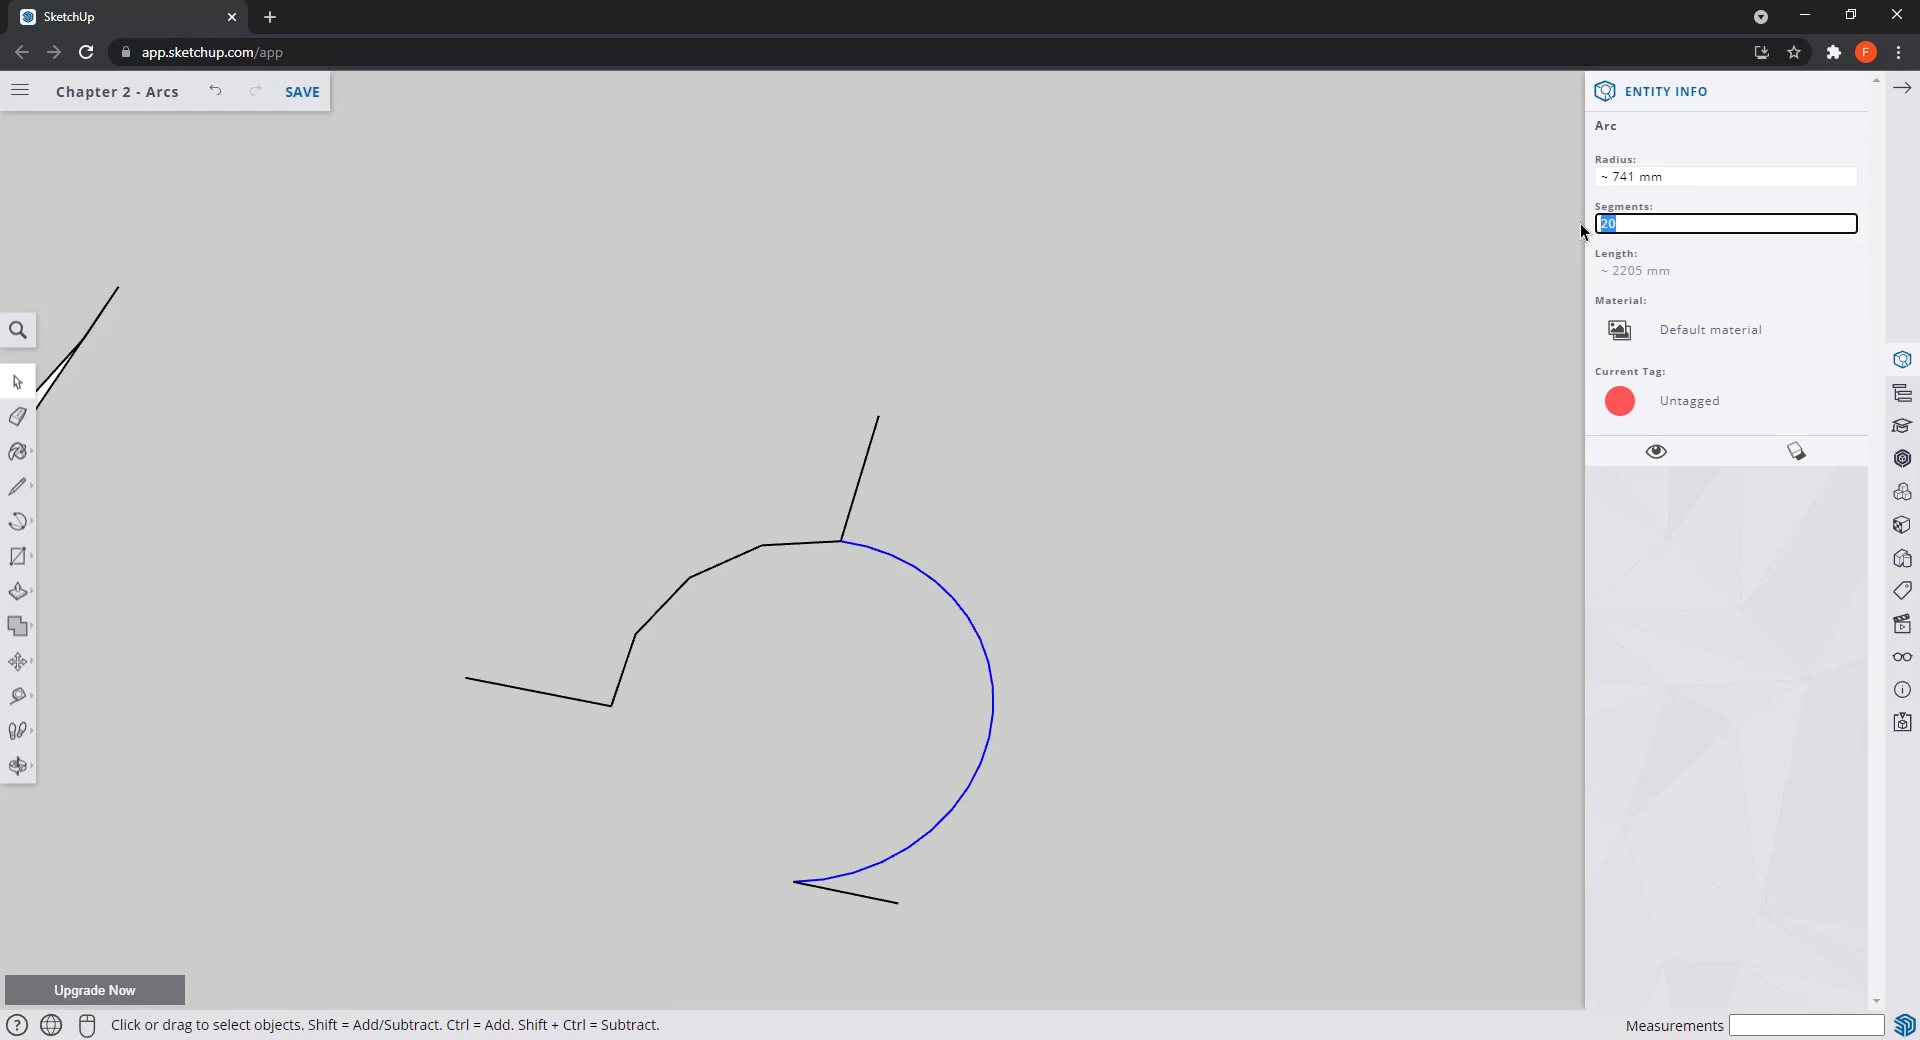 SketchUp
app.sketchup.com/app
F
Chapter 2 - Arcs
SAVE
ENTITY INFO
Arc
Radius:
~ 741 mm
Segments:
20
Length:
~ 2205 mm
Material:
Default material
Current Tag:
Untagged
Upgrade Now
Click or drag to select objects. Shift = Add/Subtract. Ctrl = Add. Shift + Ctrl = Subtract.
Measurements